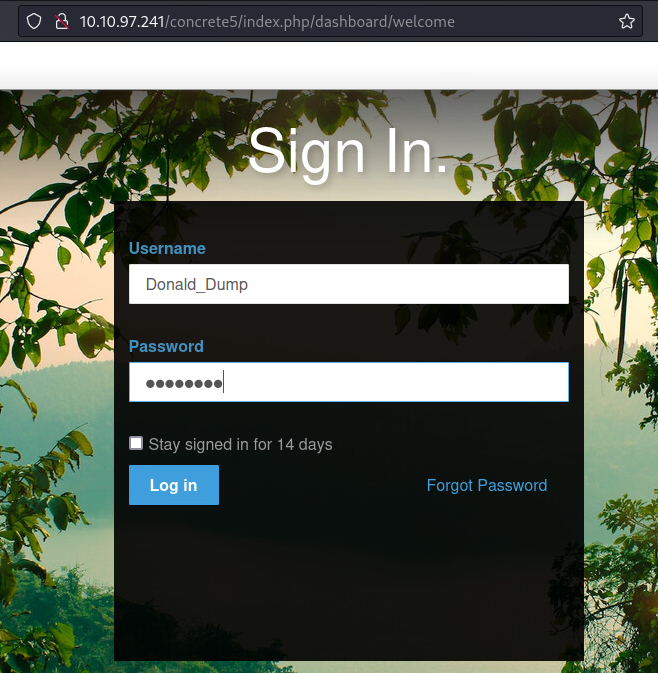 10.10.97.241/concrete5/index.php/dashboard/welcome
Sign In.
Username
Donald_Dump
Password
●●●●●●●●
Stay signed in for 14 days
Log in
Forgot Password